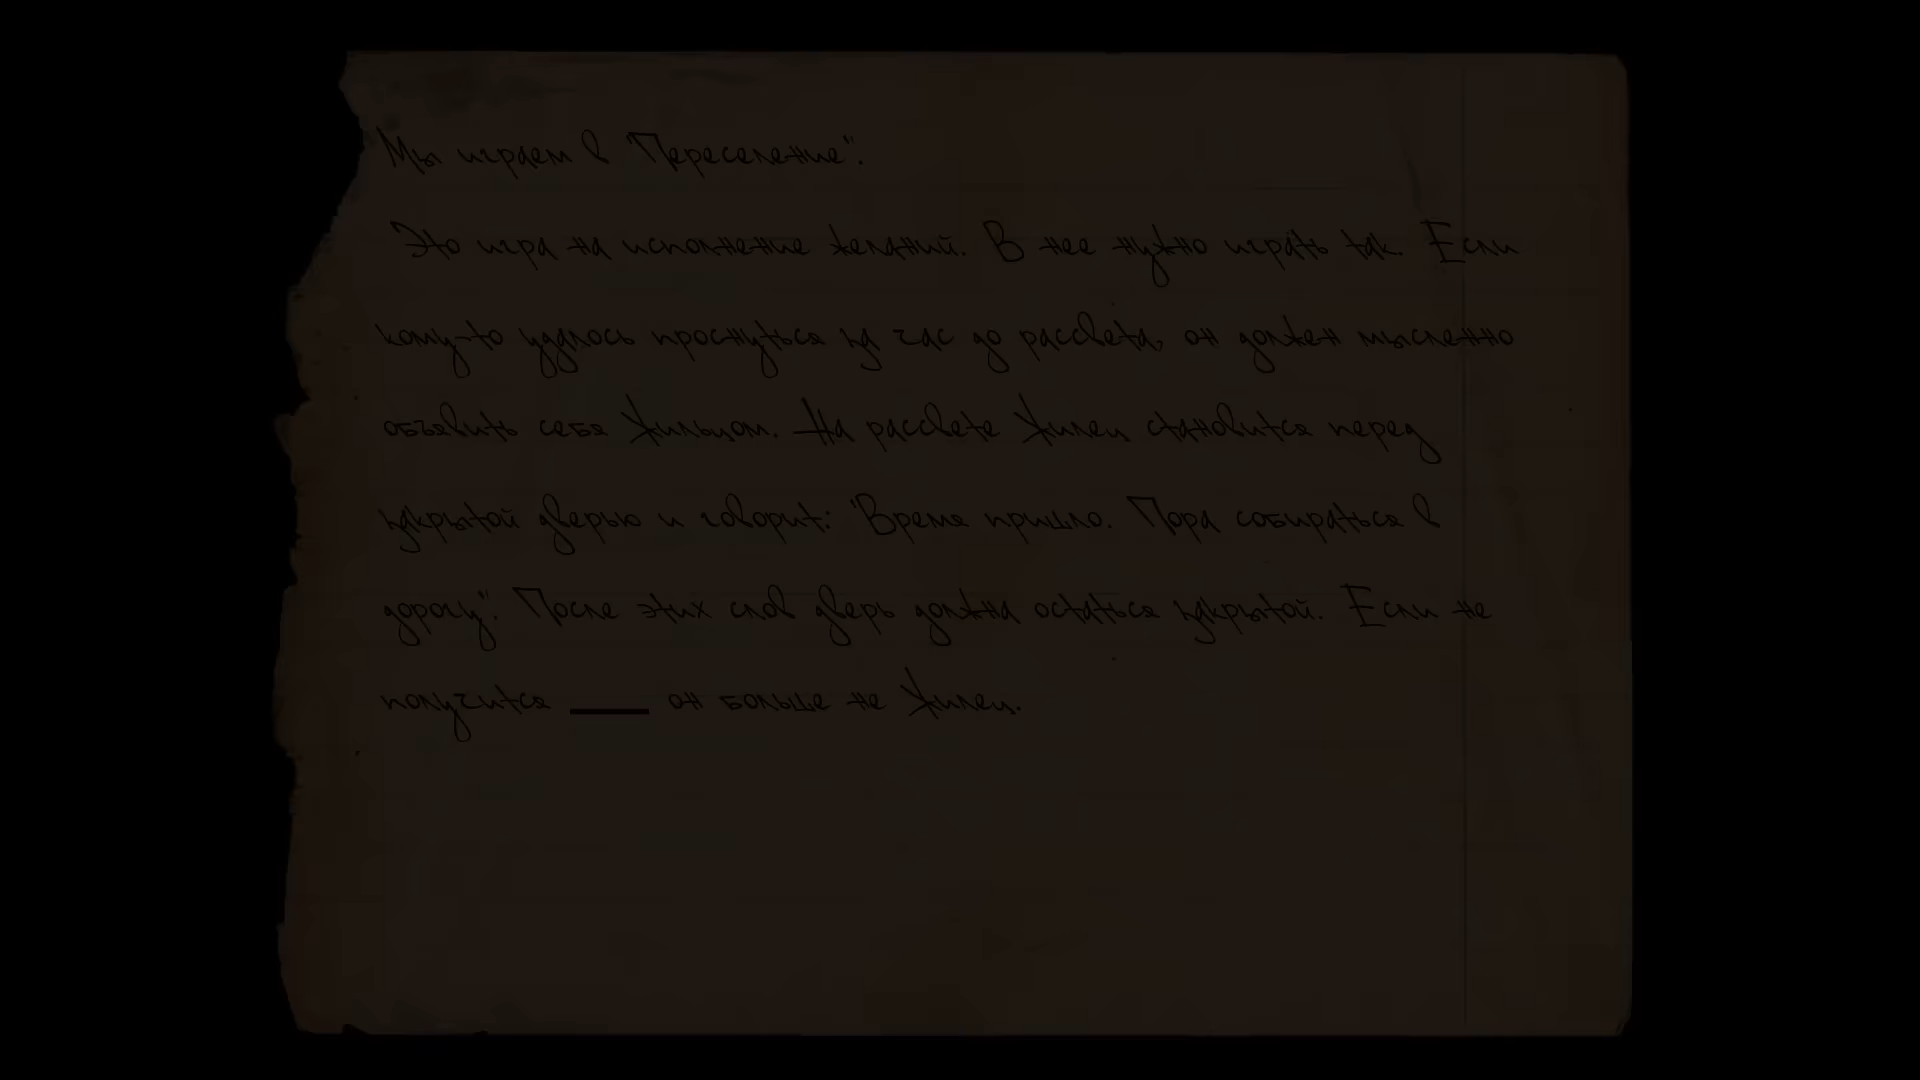 Мы играем в "Переселение".
Это игра на исполнение желаний. В нее нужно играть так. Если
кому-то удалось проснуться за час до рассвета, он должен мысленно
объявить себя Жильцом. На рассвете Жилец становится перед
закрытой дверью и говорит: "Время пришло. Пора собираться в
дорогу". После этих слов дверь должна остаться закрытой. Если не
получится ____ он больше не Жилец.